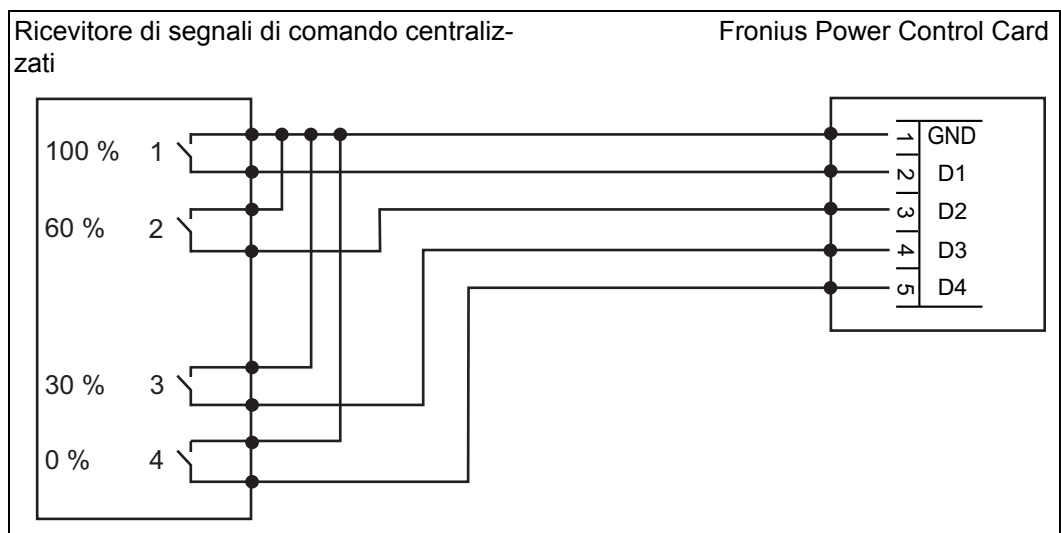 Ricevitore di segnali di comando centraliz-
zati
Fronius Power Control Card
100 % 1
60 % 2
30 % 3
0 % 4
1 GND
2 D1
3 D2
4 D3
5 D4